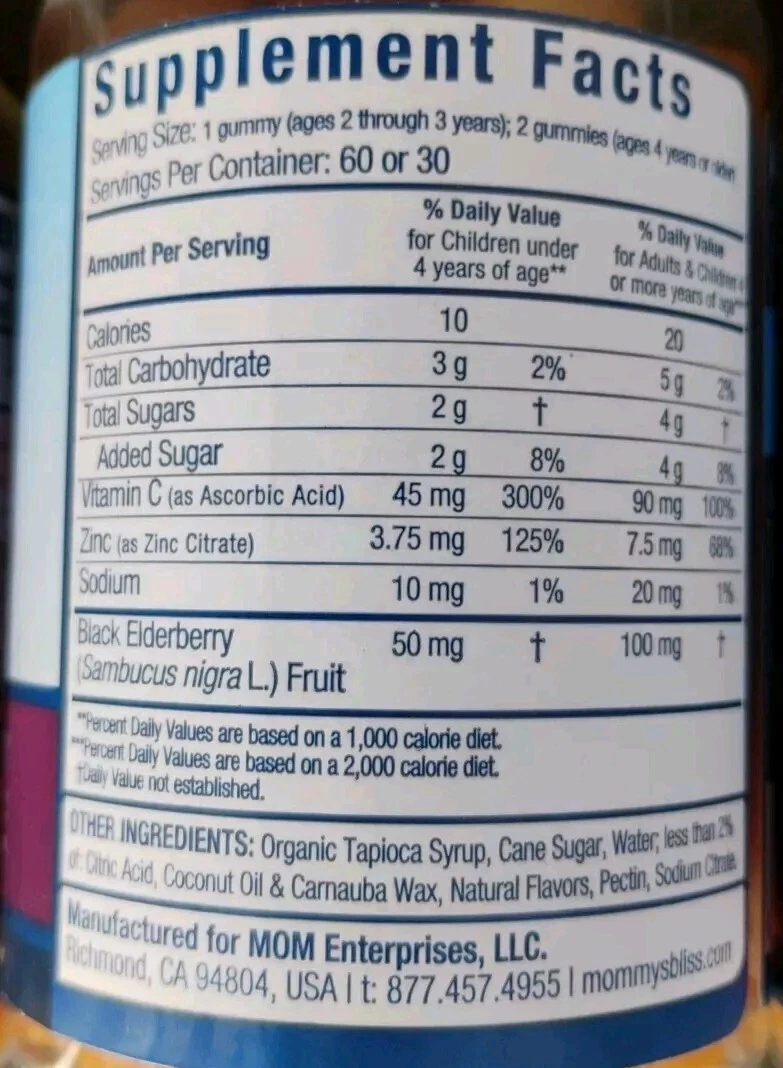 Supplement Facts
Serving Size: 1 gummy (ages 2 through 3 years); 2 gummies (ages 4 years or older
Servings Per Container: 60 or 30
Amount Per Serving
% Daily Value
for Children under
4 years of age**
% Daily Value
for Adults & Children 4
or more years of age***
Calories 10 20
Total Carbohydrate 3 g 2% 5 g 2%
Total Sugars 2 g † 4 g †
Added Sugar 2 g 8% 4 g 8%
Vitamin C (as Ascorbic Acid) 45 mg 300% 90 mg 100%
Zinc (as Zinc Citrate) 3.75 mg 125% 7.5 mg 68%
Sodium 10 mg 1% 20 mg 1%
Black Elderberry 50 mg † 100 mg †
(Sambucus nigra L.) Fruit
**Percent Daily Values are based on a 1,000 calorie diet.
***Percent Daily Values are based on a 2,000 calorie diet.
†Daily Value not established.
OTHER INGREDIENTS: Organic Tapioca Syrup, Cane Sugar, Water; less than 2%
of: Citric Acid, Coconut Oil & Carnauba Wax, Natural Flavors, Pectin, Sodium Citrate.
Manufactured for MOM Enterprises, LLC.
Richmond, CA 94804, USA | t: 877.457.4955 | mommysbliss.com